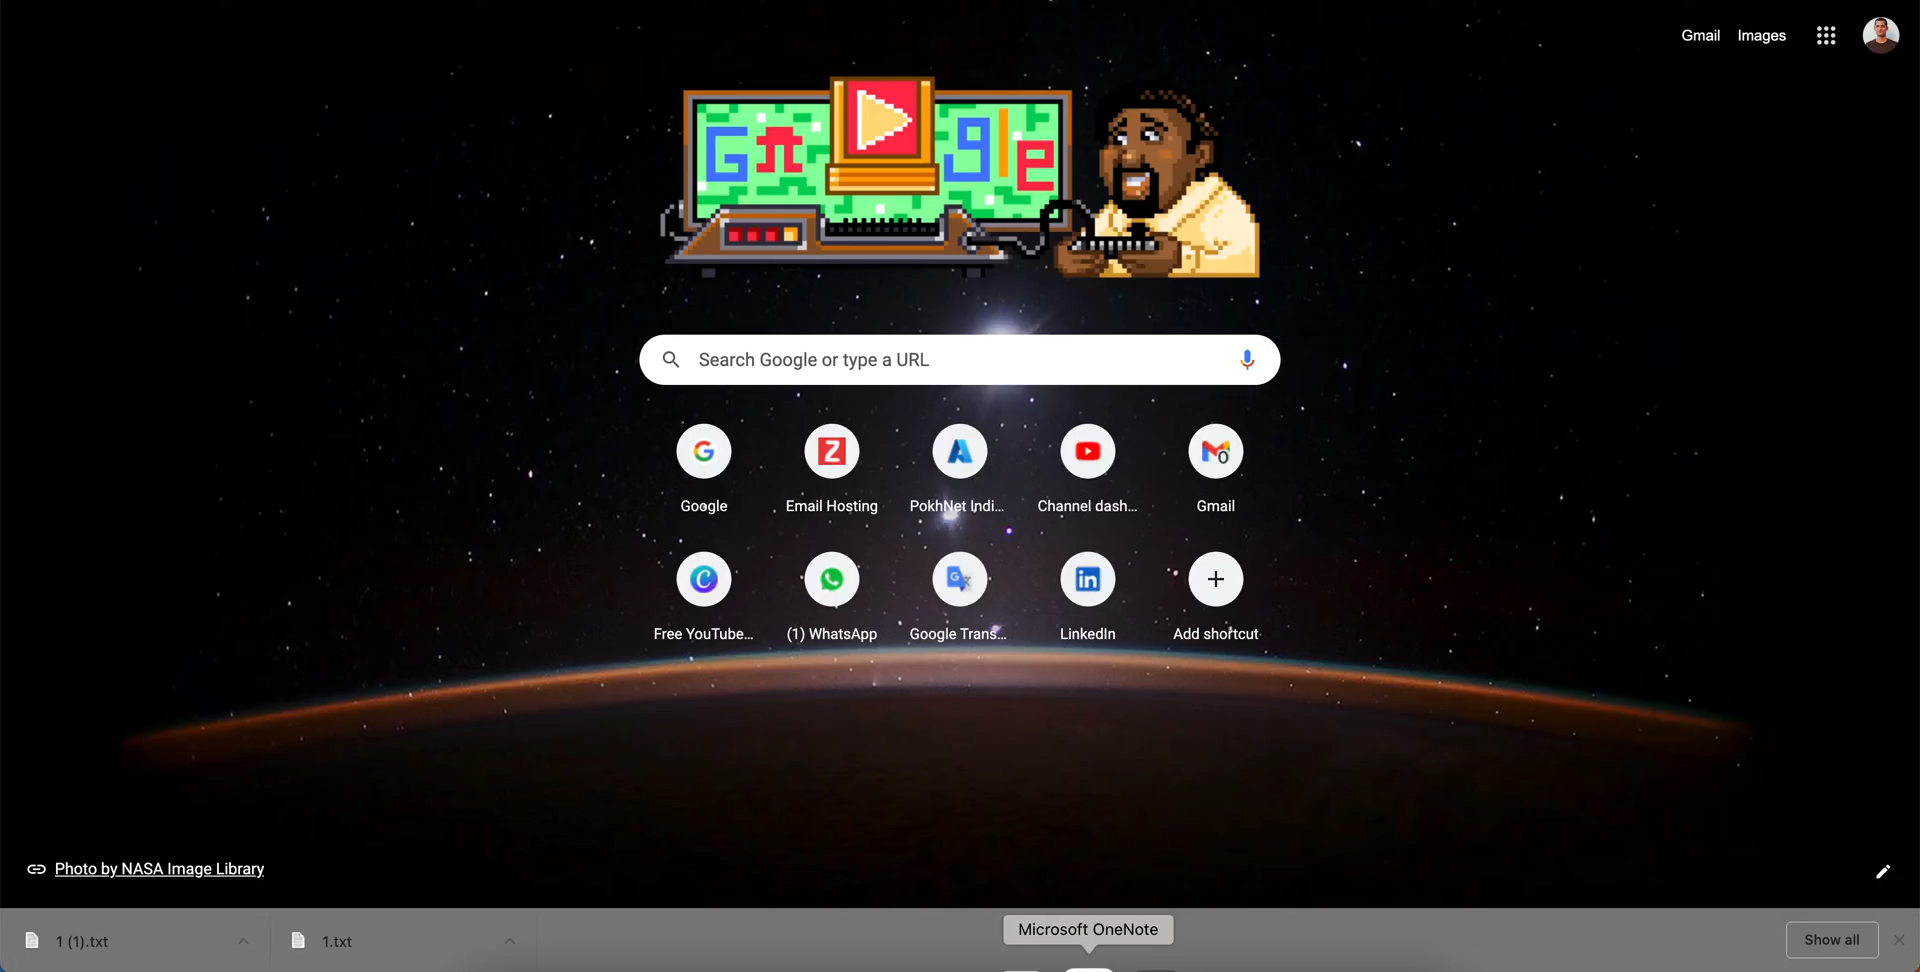 Gmail Images
Google
Search Google or type a URL
Google Email Hosting PokhNet Indi... Channel dash... Gmail
Free YouTube... (1) WhatsApp Google Trans... LinkedIn Add shortcut
Photo by NASA Image Library
1 (1).txt 1.txt Microsoft OneNote Show all